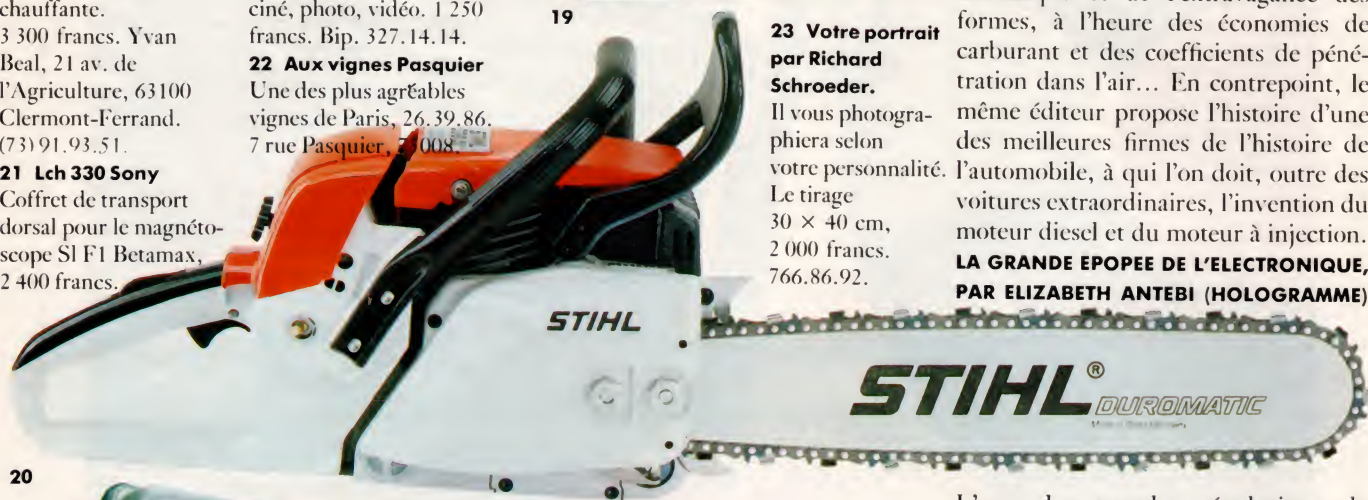 chauffante.
3 300 francs. Yvan
Beal, 21 av. de
l'Agriculture, 63100
Clermont-Ferrand.
(73) 91.93.51.
21 Lch 330 Sony
Coffret de transport
dorsal pour le magnéto-
scope Sl F1 Betamax,
2 400 francs.
20
ciné, photo, vidéo. 1 250
francs. Bip. 327.14.14.
22 Aux vignes Pasquier
Une des plus agréables
vignes de Paris, 26.39.86.
7 rue Pasquier, 75008.
19
STIHL
STIHL®
DUROMATIC
23 Votre portrait
par Richard
Schroeder.
Il vous photogra-
phiera selon
votre personnalité.
Le tirage
30 × 40 cm,
2 000 francs.
766.86.92.
formes, à l'heure des économies de
carburant et des coefficients de péné-
tration dans l'air... En contrepoint, le
même éditeur propose l'histoire d'une
des meilleures firmes de l'histoire de
l'automobile, à qui l'on doit, outre des
voitures extraordinaires, l'invention du
moteur diesel et du moteur à injection.
LA GRANDE EPOPEE DE L'ELECTRONIQUE,
PAR ELIZABETH ANTEBI (HOLOGRAMME)